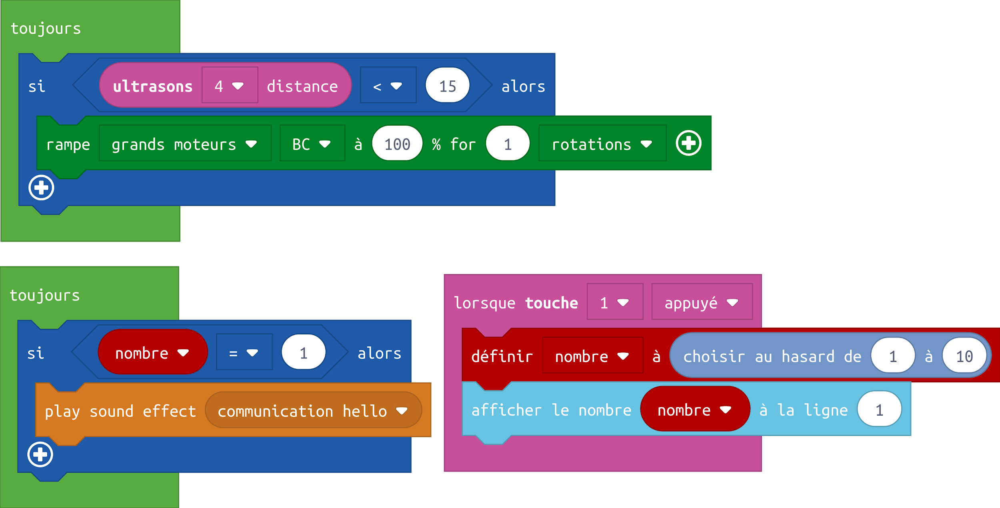 toujours
si ultrasons 4 distance < 15 alors
rampe grands moteurs BC à 100 % for 1 rotations
toujours
si nombre = 1 alors
play sound effect communication hello
lorsque touche 1 appuyé
définir nombre à choisir au hasard de 1 à 10
afficher le nombre nombre à la ligne 1